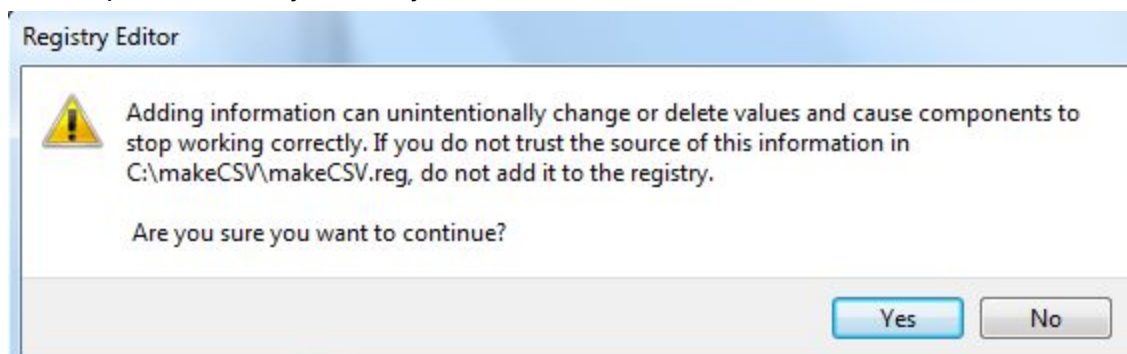 Registry Editor
Adding information can unintentionally change or delete values and cause components to
stop working correctly. If you do not trust the source of this information in
C:\makeCSV\makeCSV.reg, do not add it to the registry.
Are you sure you want to continue?
Yes No